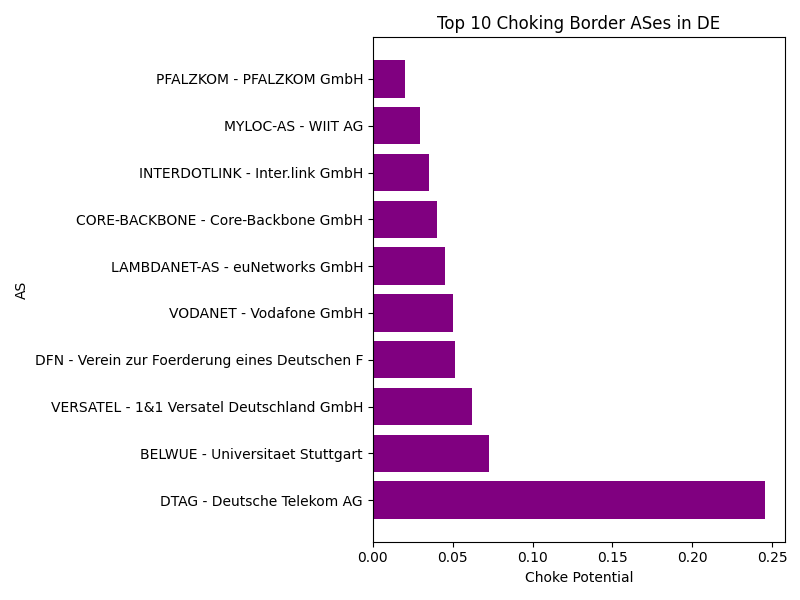 Top 10 Choking Border ASes in DE
AS
PFALZKOM - PFALZKOM GmbH
MYLOC-AS - WIIT AG
INTERDOTLINK - Inter.link GmbH
CORE-BACKBONE - Core-Backbone GmbH
LAMBDANET-AS - euNetworks GmbH
VODANET - Vodafone GmbH
DFN - Verein zur Foerderung eines Deutschen F
VERSATEL - 1&1 Versatel Deutschland GmbH
BELWUE - Universitaet Stuttgart
DTAG - Deutsche Telekom AG
0.00 0.05 0.10 0.15 0.20 0.25
Choke Potential